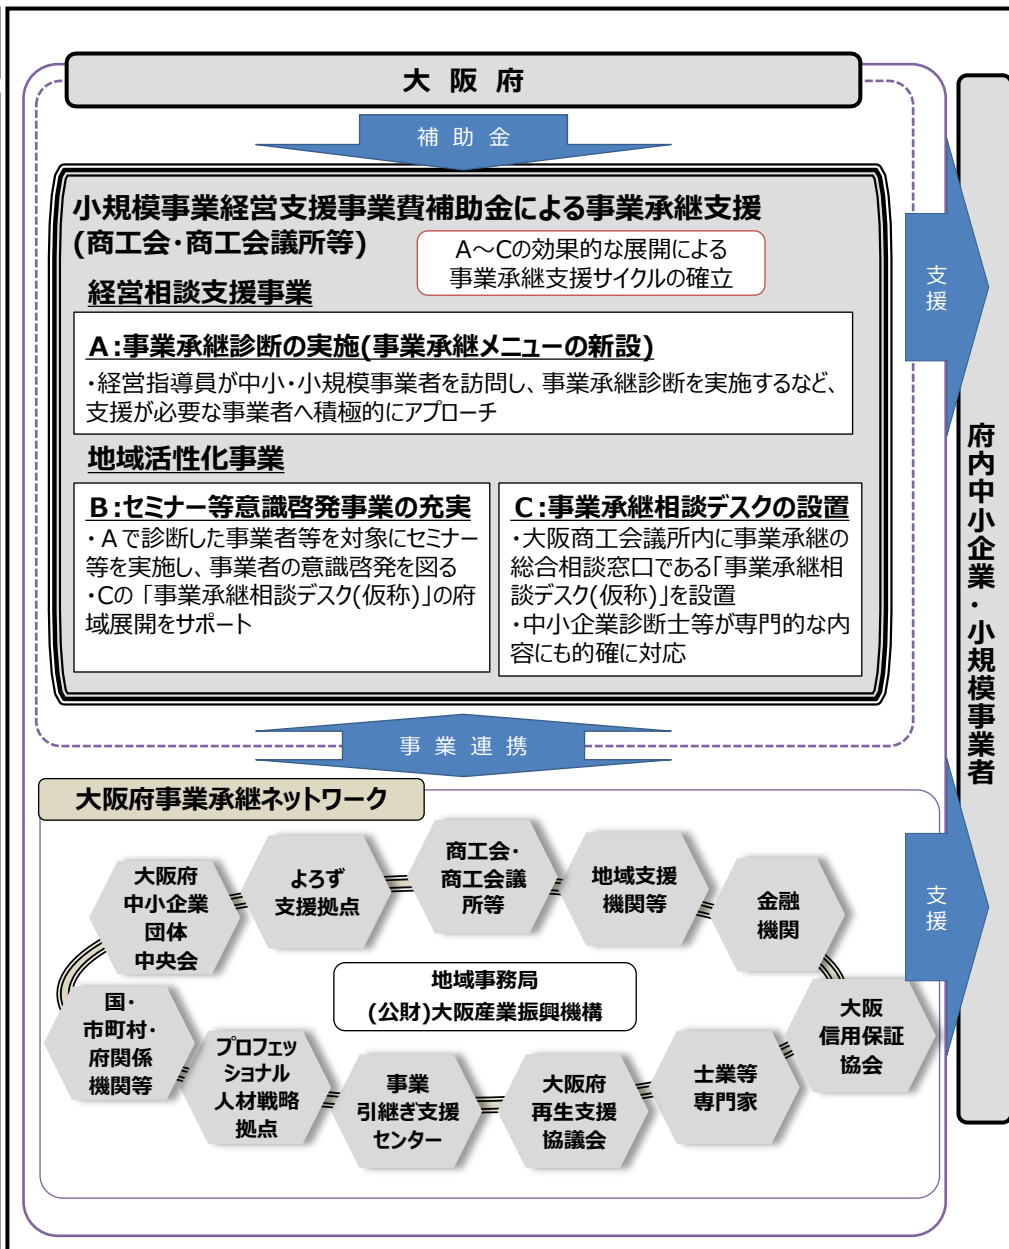 大阪府
補助金
小規模事業経営支援事業費補助金による事業承継支援
(商工会・商工会議所等)
A～Cの効果的な展開による
事業承継支援サイクルの確立
経営相談支援事業
A:事業承継診断の実施(事業承継メニューの新設)
・経営指導員が中小・小規模事業者を訪問し、事業承継診断を実施するなど、
支援が必要な事業者へ積極的にアプローチ
地域活性化事業
B:セミナー等意識啓発事業の充実
・Aで診断した事業者等を対象にセミナー
等を実施し、事業者の意識啓発を図る
・Cの「事業承継相談デスク(仮称)」の府
域展開をサポート
C:事業承継相談デスクの設置
・大阪商工会議所内に事業承継の
総合相談窓口である「事業承継相
談デスク(仮称)」を設置
・中小企業診断士等が専門的な内
容にも的確に対応
支援
府内中小企業・小規模事業者
事業連携
大阪府事業承継ネットワーク
大阪府
中小企業
団体
中央会
よろず
支援拠点
商工会・
商工会議
所等
地域支援
機関等
金融
機関
支援
地域事務局
(公財)大阪産業振興機構
国・
市町村・
府関係
機関等
プロフェッ
ショナル
人材戦略
拠点
事業
引継ぎ支援
センター
大阪府
再生支援
協議会
士業等
専門家
大阪
信用保証
協会